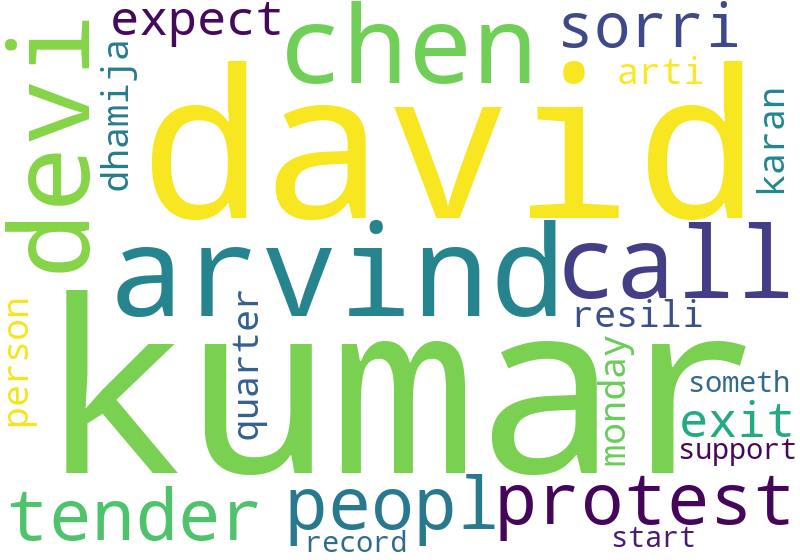 expect
chen
sorri
arti
devi
dhamija
david
karan
arvind
call
resili
kumar
person
quarter
monday
someth
exit
support
tender
peopl
protest
record
start